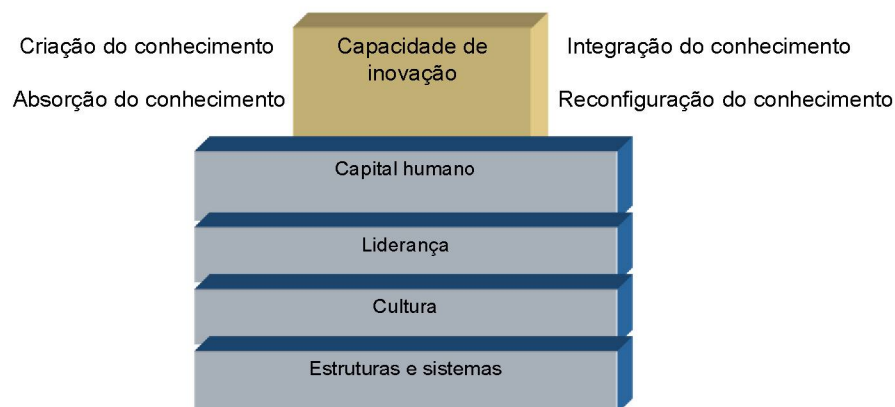 Criação do conhecimento
Capacidade de
inovação
Integração do conhecimento
Absorção do conhecimento
Reconfiguração do conhecimento
Capital humano
Liderança
Cultura
Estruturas e sistemas